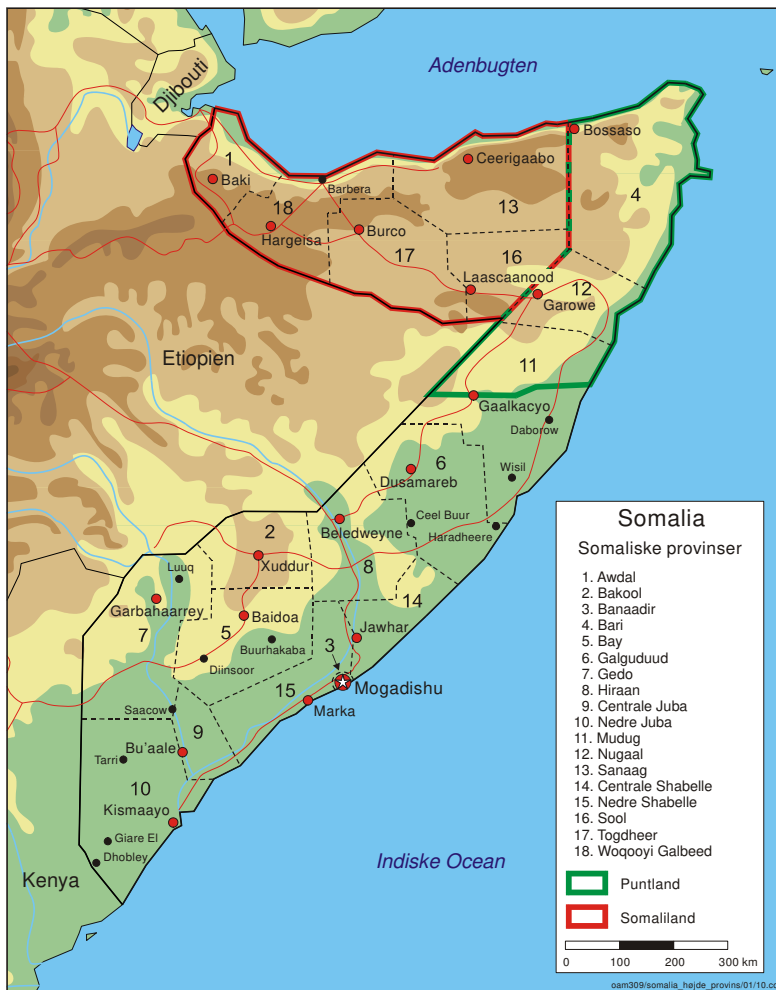 Adenbugten
Djibouti
Bossaso
Ceerigaabo
1
Baki
Barbera
4
18
13
Hargeisa
Burco
17
16
Laascaanood
12
Garowe
Etiopien
11
Gaalkacyo
Daborow
6
Wisil
Dusamareb
Ceel Buur
Beledweyne
Haradheere
2
Xuddur
Luuq
8
Garbahaarrey
14
7
5
Baidoa
Jawhar
Buurhakaba
3
Diinsoor
Mogadishu
15
Saacow
Marka
9
Bu'aale
Tarri
10
Kismaayo
Giare El
Dhobley
Kenya
Indiske Ocean
Somalia
Somaliske provinser
1. Awdal
2. Bakool
3. Banaadir
4. Bari
5. Bay
6. Galguduud
7. Gedo
8. Hiraan
9. Centrale Juba
10. Nedre Juba
11. Mudug
12. Nugaal
13. Sanaag
14. Centrale Shabelle
15. Nedre Shabelle
16. Sool
17. Togdheer
18. Woqooyi Galbeed
Puntland
Somaliland
0 100 200 300 km
oam309/somalia_højde_provins/01/10.co